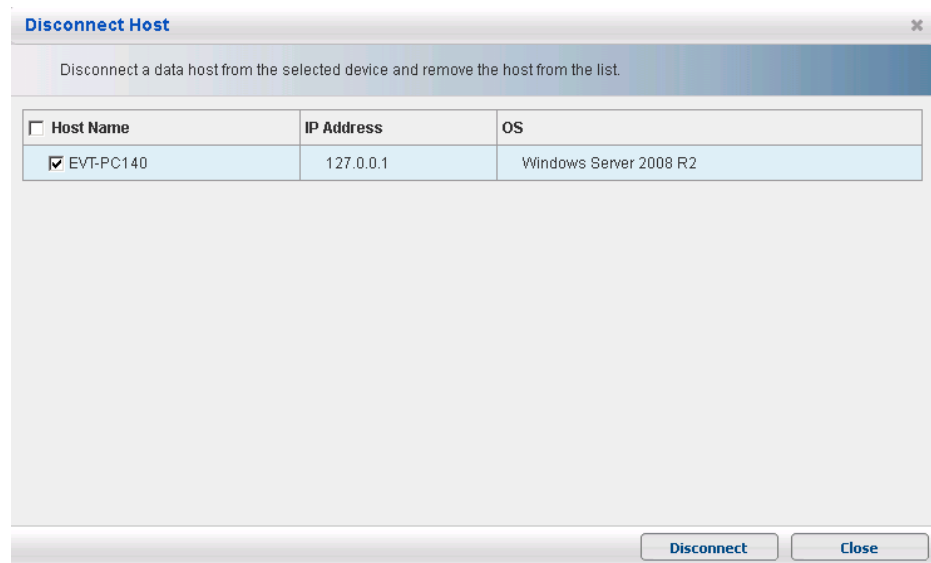 Disconnect Host
Disconnect a data host from the selected device and remove the host from the list.
Host Name IP Address OS
EVT-PC140 127.0.0.1 Windows Server 2008 R2
Disconnect Close